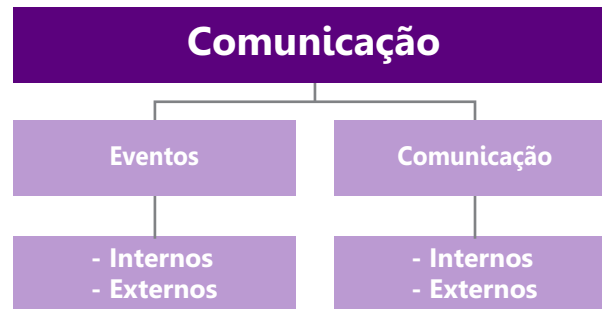 Comunicação
Eventos
Comunicação
- Internos
- Externos
- Internos
- Externos